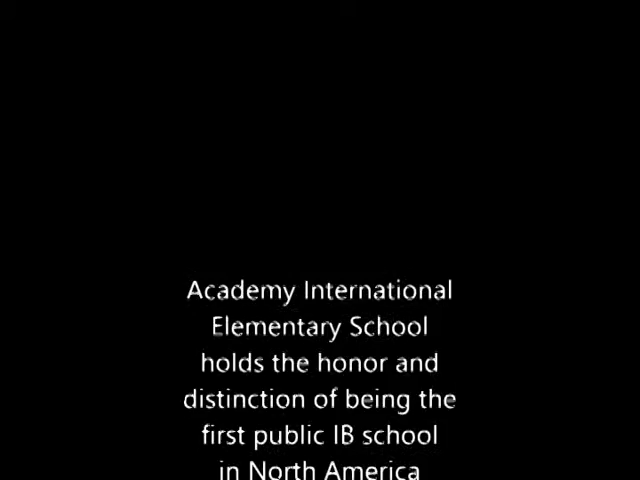 Academy International
Elementary School
holds the honor and
distinction of being the
first public IB school
in North America